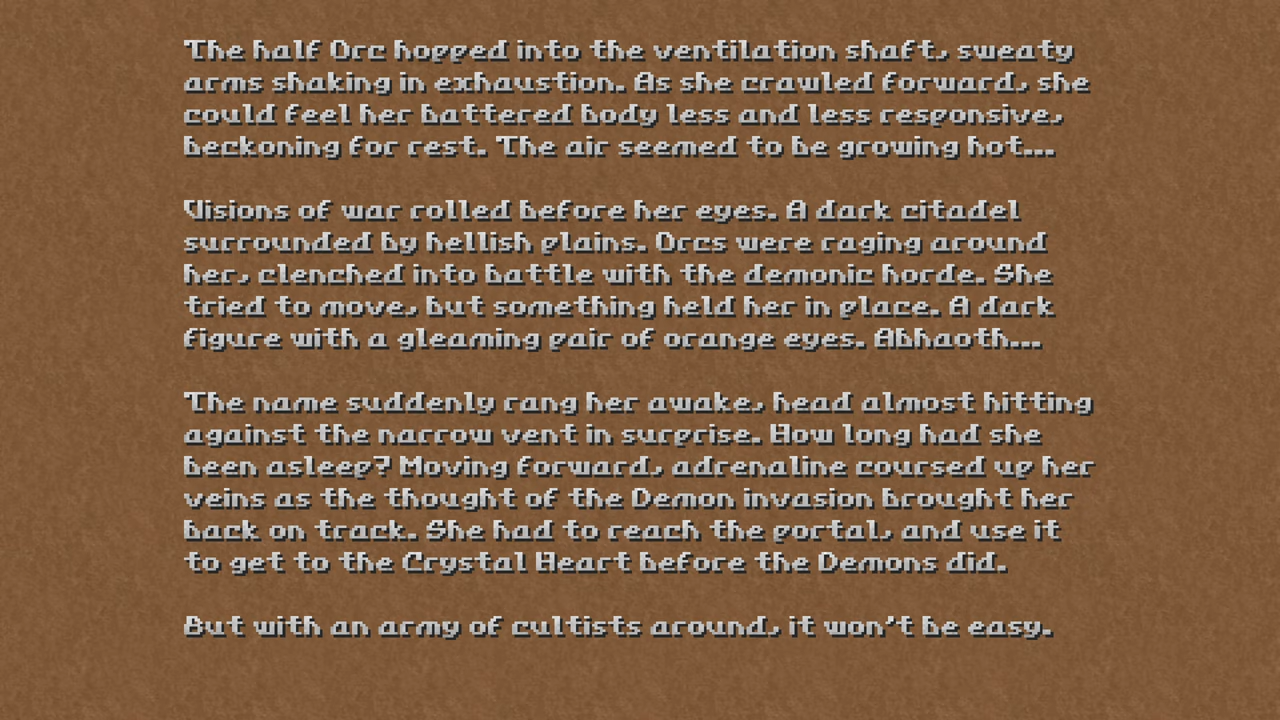 The half Orc hopped into the ventilation shaft, sweaty
arms shaking in exhaustion. As she crawled forward, she
could feel her battered body less and less responsive,
beckoning for rest. The air seemed to be growing hot...
Visions of war rolled before her eyes. A dark citadel
surrounded by hellish plains. Orcs were raging around
her, clenched into battle with the demonic horde. She
tried to move, but something held her in place. A dark
figure with a gleaming pair of orange eyes. Abhaoth...
The name suddenly rang her awake, head almost hitting
against the narrow vent in surprise. How long had she
been asleep? Moving forward, adrenaline coursed up her
veins as the thought of the Demon invasion brought her
back on track. She had to reach the portal, and use it
to get to the Crystal Heart before the Demons did.
But with an army of cultists around, it won't be easy.